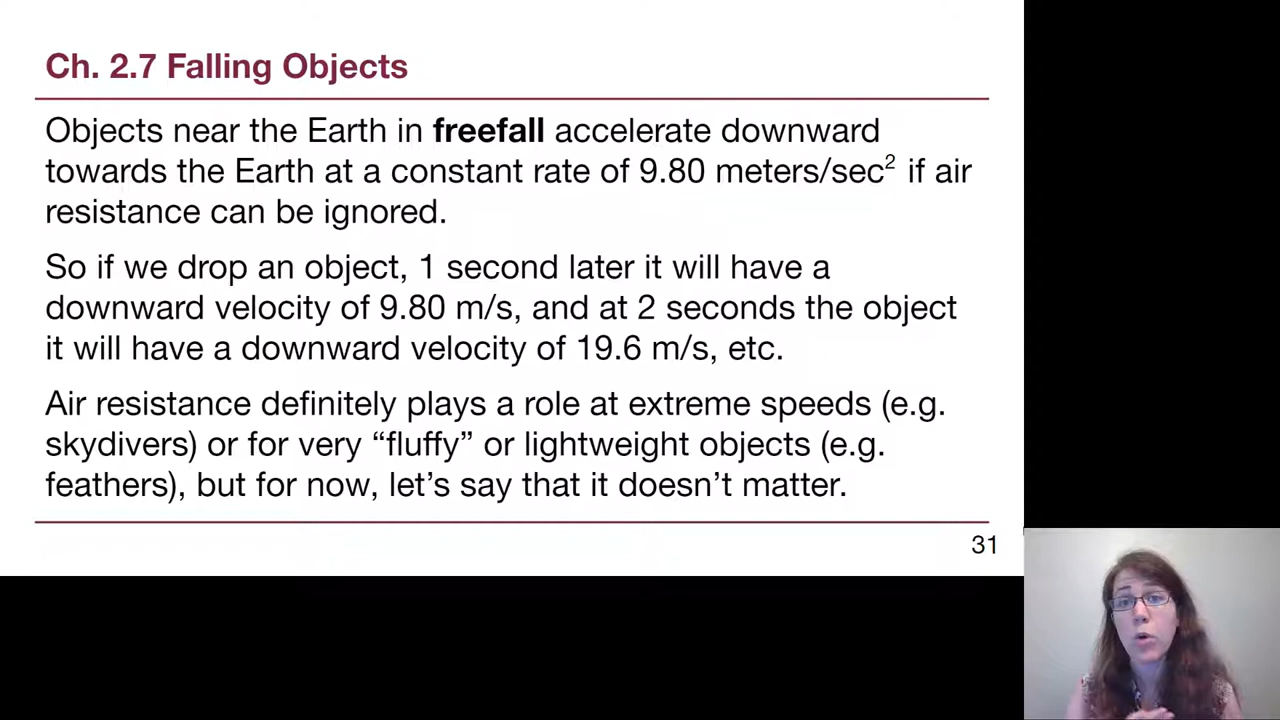 Ch. 2.7 Falling Objects
Objects near the Earth in freefall accelerate downward
towards the Earth at a constant rate of 9.80 meters/sec² if air
resistance can be ignored.
So if we drop an object, 1 second later it will have a
downward velocity of 9.80 m/s, and at 2 seconds the object
it will have a downward velocity of 19.6 m/s, etc.
Air resistance definitely plays a role at extreme speeds (e.g.
skydivers) or for very “fluffy” or lightweight objects (e.g.
feathers), but for now, let’s say that it doesn’t matter.
31